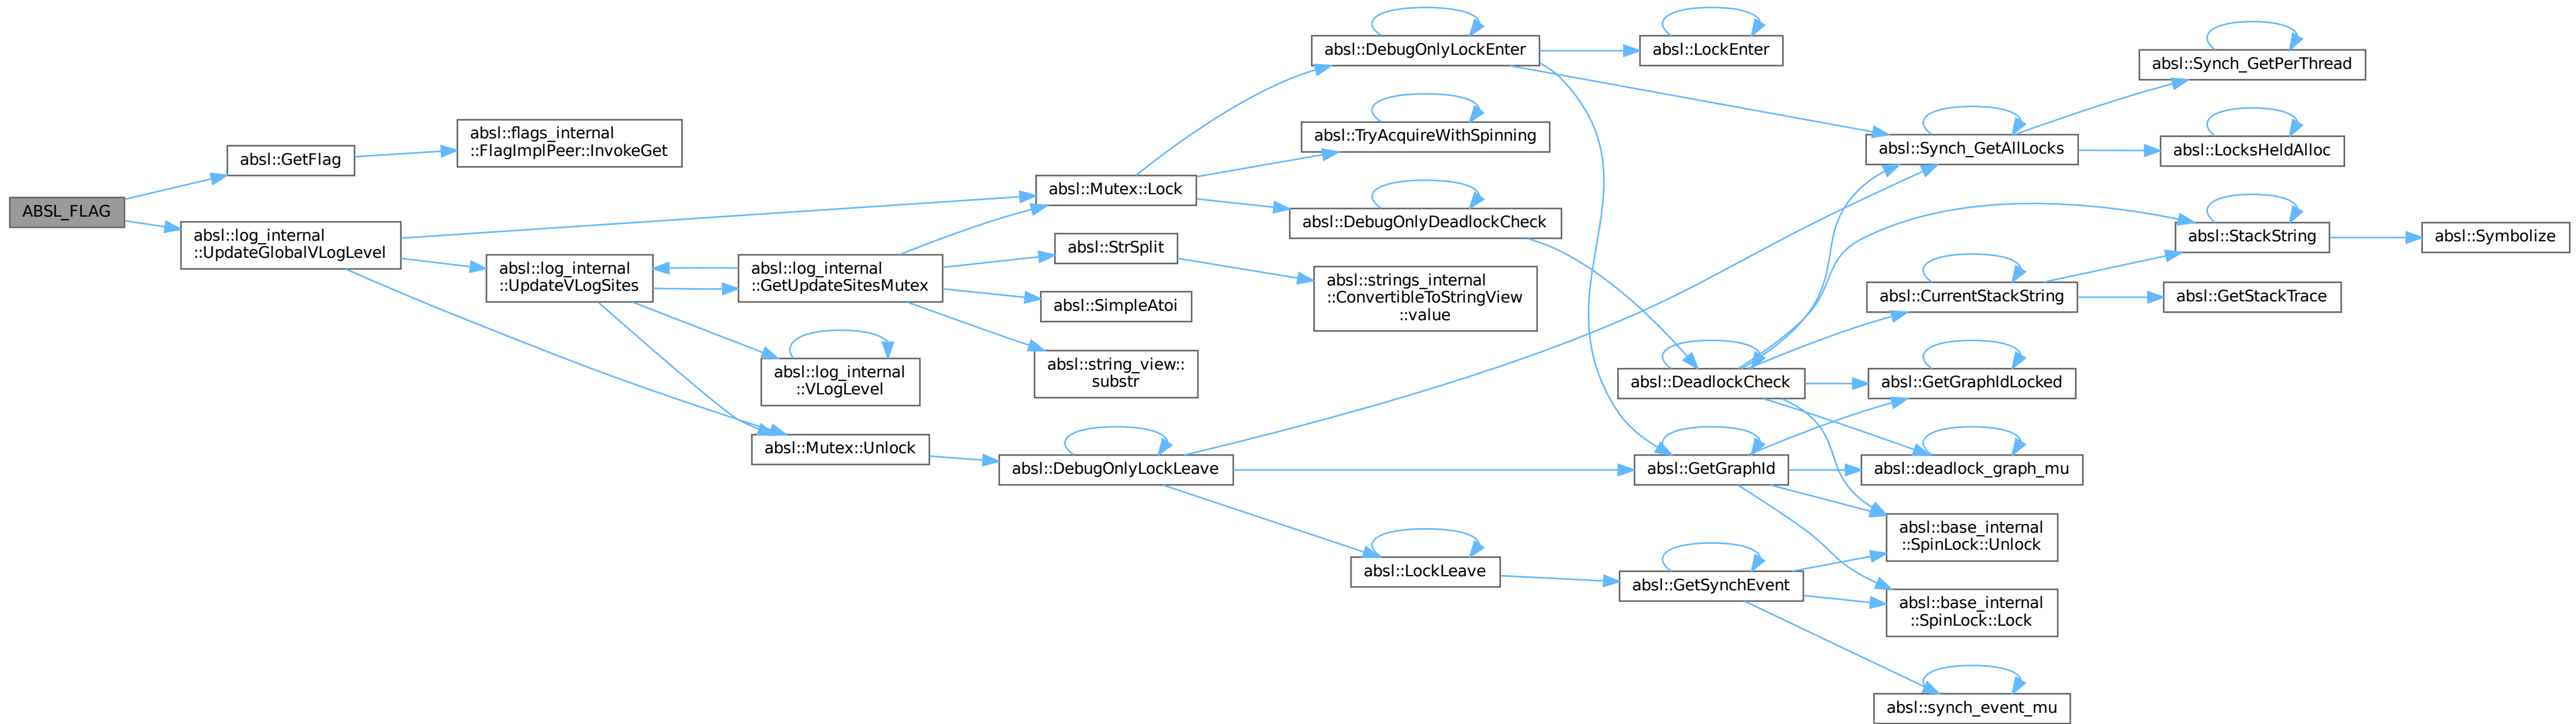 ABSL_FLAG
absl::GetFlag
absl::flags_internal
::FlagImplPeer::InvokeGet
absl::log_internal
::UpdateGlobalVLogLevel
absl::log_internal
::UpdateVLogSites
absl::log_internal
::GetUpdateSitesMutex
absl::log_internal
::VLogLevel
absl::Mutex::Unlock
absl::Mutex::Lock
absl::StrSplit
absl::SimpleAtoi
absl::string_view::
substr
absl::DebugOnlyLockLeave
absl::DebugOnlyLockEnter
absl::TryAcquireWithSpinning
absl::DebugOnlyDeadlockCheck
absl::strings_internal
::ConvertibleToStringView
::value
absl::LockLeave
absl::LockEnter
absl::DeadlockCheck
absl::GetGraphId
absl::GetSynchEvent
absl::Synch_GetAllLocks
absl::CurrentStackString
absl::GetGraphIdLocked
absl::deadlock_graph_mu
absl::base_internal
::SpinLock::Unlock
absl::base_internal
::SpinLock::Lock
absl::synch_event_mu
absl::Synch_GetPerThread
absl::LocksHeldAlloc
absl::StackString
absl::GetStackTrace
absl::Symbolize